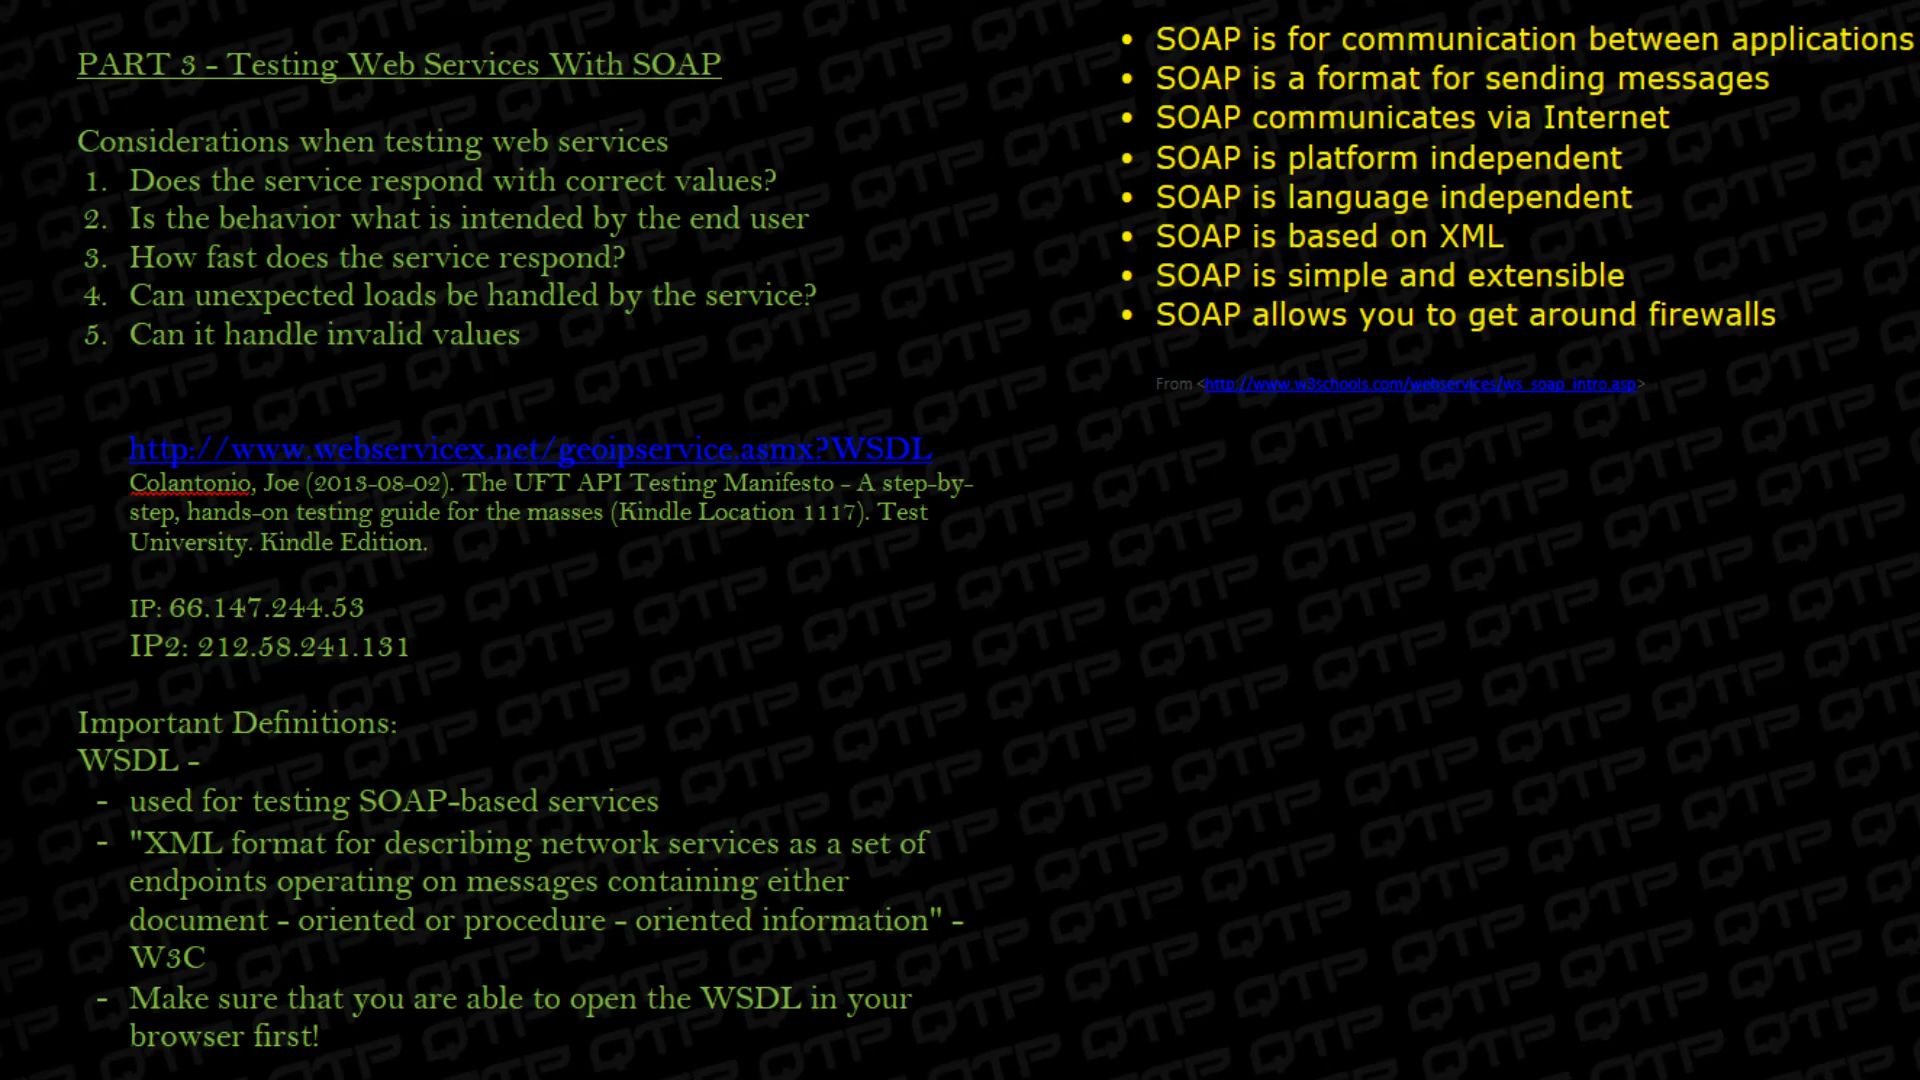 PART 3 - Testing Web Services With SOAP
Considerations when testing web services
1. Does the service respond with correct values?
2. Is the behavior what is intended by the end user
3. How fast does the service respond?
4. Can unexpected loads be handled by the service?
5. Can it handle invalid values
http://www.webservicex.net/geoipservice.asmx?WSDL
Colantonio, Joe (2013-08-02). The UFT API Testing Manifesto - A step-by-
step, hands-on testing guide for the masses (Kindle Location 1117). Test
University. Kindle Edition.
IP: 66.147.244.53
IP2: 212.58.241.131
Important Definitions:
WSDL -
- used for testing SOAP-based services
- "XML format for describing network services as a set of
endpoints operating on messages containing either
document - oriented or procedure - oriented information" -
W3C
- Make sure that you are able to open the WSDL in your
browser first!
• SOAP is for communication between applications
• SOAP is a format for sending messages
• SOAP communicates via Internet
• SOAP is platform independent
• SOAP is language independent
• SOAP is based on XML
• SOAP is simple and extensible
• SOAP allows you to get around firewalls
From <http://www.w3schools.com/webservices/ws_soap_intro.asp>
QTP